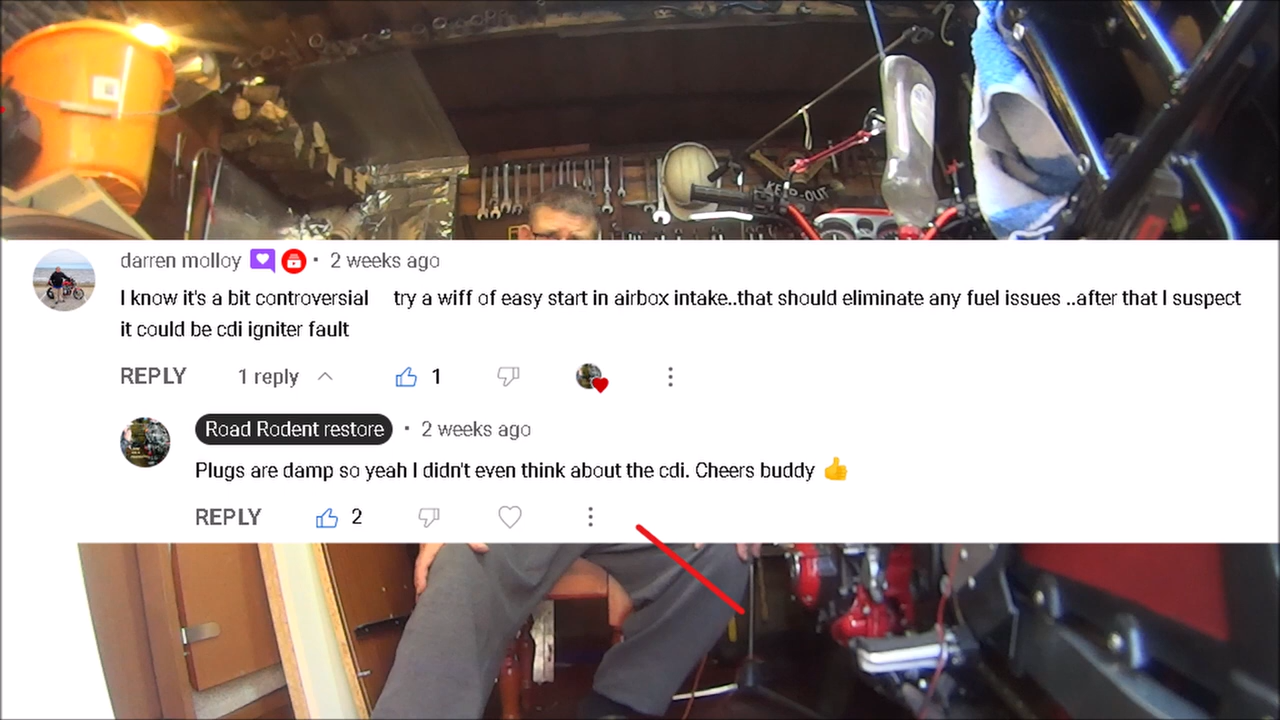 KEEP-OUT
darren molloy • 2 weeks ago
I know it's a bit controversial try a wiff of easy start in airbox intake..that should eliminate any fuel issues ..after that I suspect
it could be cdi igniter fault
REPLY 1 reply 1
Road Rodent restore • 2 weeks ago
Plugs are damp so yeah I didn't even think about the cdi. Cheers buddy 👍
REPLY 2